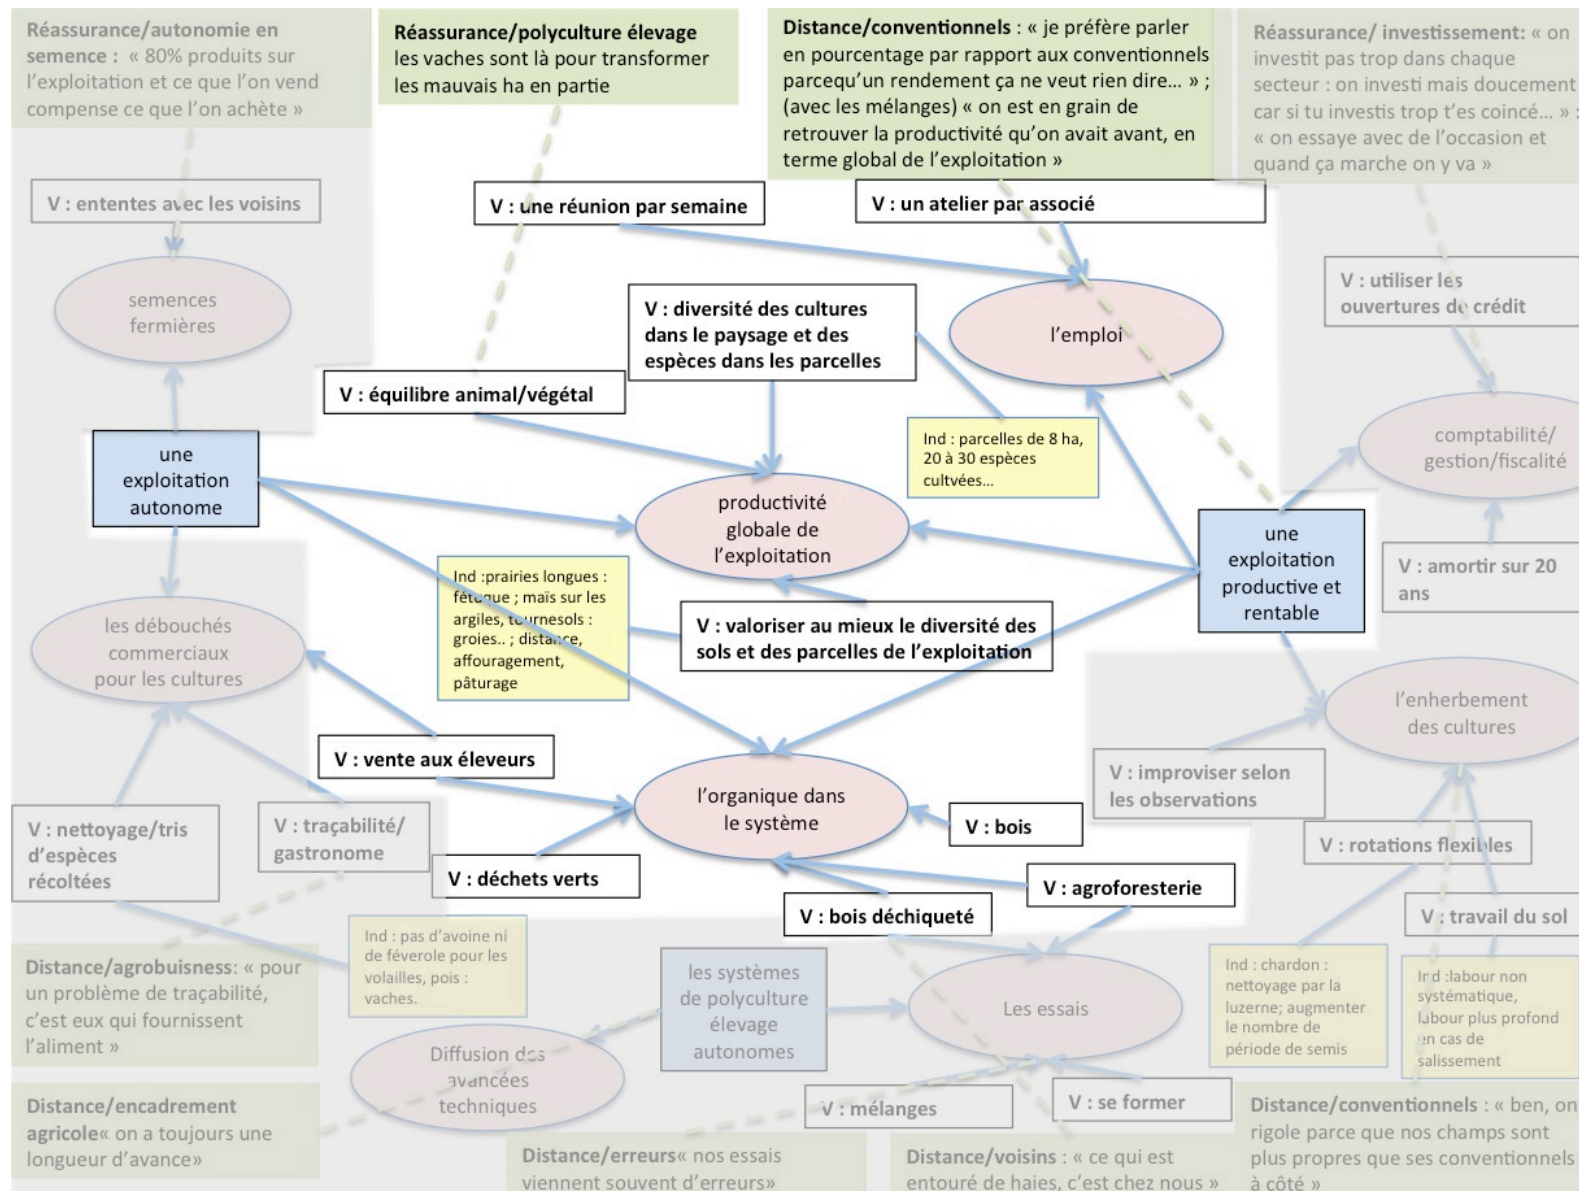 Réassurance/autonomie en
semence : « 80% produits sur
l’exploitation et ce que l’on vend
compense ce que l’on achète »
Réassurance/polyculture élevage
les vaches sont là pour transformer
les mauvais ha en partie
Distance/conventionnels : « je préfère parler
en pourcentage par rapport aux conventionnels
parcequ’un rendement ça ne veut rien dire... » ;
(avec les mélanges) « on est en grain de
retrouver la productivité qu’on avait avant, en
terme global de l’exploitation »
Réassurance/ investissement: « on
investit pas trop dans chaque
secteur : on investi mais doucement
car si tu investis trop t’es coincé... » :
« on essaye avec de l’occasion et
quand ça marche on y va »
V : ententes avec les voisins
V : une réunion par semaine
V : un atelier par associé
semences
fermières
V : diversité des cultures
dans le paysage et des
espèces dans les parcelles
l’emploi
V : utiliser les
ouvertures de crédit
V : équilibre animal/végétal
Ind : parcelles de 8 ha,
20 à 30 espèces
cultvées...
comptabilité/
gestion/fiscalité
une
exploitation
autonome
productivité
globale de
l’exploitation
une
exploitation
productive et
rentable
V : amortir sur 20
ans
Ind :prairies longues :
fétuque ; maïs sur les
argiles, tournesols :
groies.. ; distance,
affouragement,
pâturage
V : valoriser au mieux le diversité des
sols et des parcelles de l’exploitation
les débouchés
commerciaux
pour les cultures
l’enherbement
des cultures
V : vente aux éleveurs
V : improviser selon
les observations
l’organique dans
le système
V : bois
V : nettoyage/tris
d’espèces
récoltées
V : traçabilité/
gastronome
V : déchets verts
V : agroforesterie
V : rotations flexibles
V : bois déchiqueté
V : travail du sol
Ind : pas d’avoine ni
de féverole pour les
volailles, pois :
vaches.
Distance/agrobuisness: « pour
un problème de traçabilité,
c’est eux qui fournissent
l’aliment »
les systèmes
de polyculture
élevage
autonomes
Les essais
Ind : chardon :
nettoyage par la
luzerne; augmenter
le nombre de
période de semis
Ind :labour non
systématique,
labour plus profond
en cas de
salissement
Diffusion des
avancées
techniques
V : mélanges
V : se former
Distance/encadrement
agricole« on a toujours une
longueur d’avance»
Distance/erreurs« nos essais
viennent souvent d’erreurs»
Distance/voisins : « ce qui est
entouré de haies, c’est chez nous »
Distance/conventionnels : « ben, on
rigole parce que nos champs sont
plus propres que ses conventionnels
à côté »